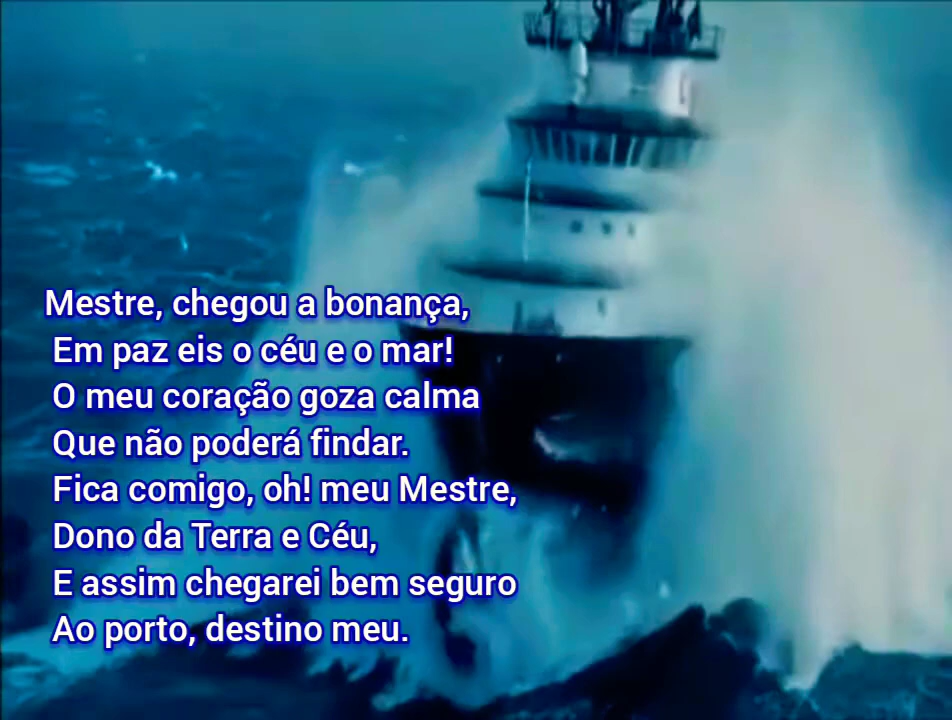 Mestre, chegou a bonança,
Em paz eis o céu e o mar!
O meu coração goza calma
Que não poderá findar.
Fica comigo, oh! meu Mestre,
Dono da Terra e Céu,
E assim chegarei bem seguro
Ao porto, destino meu.